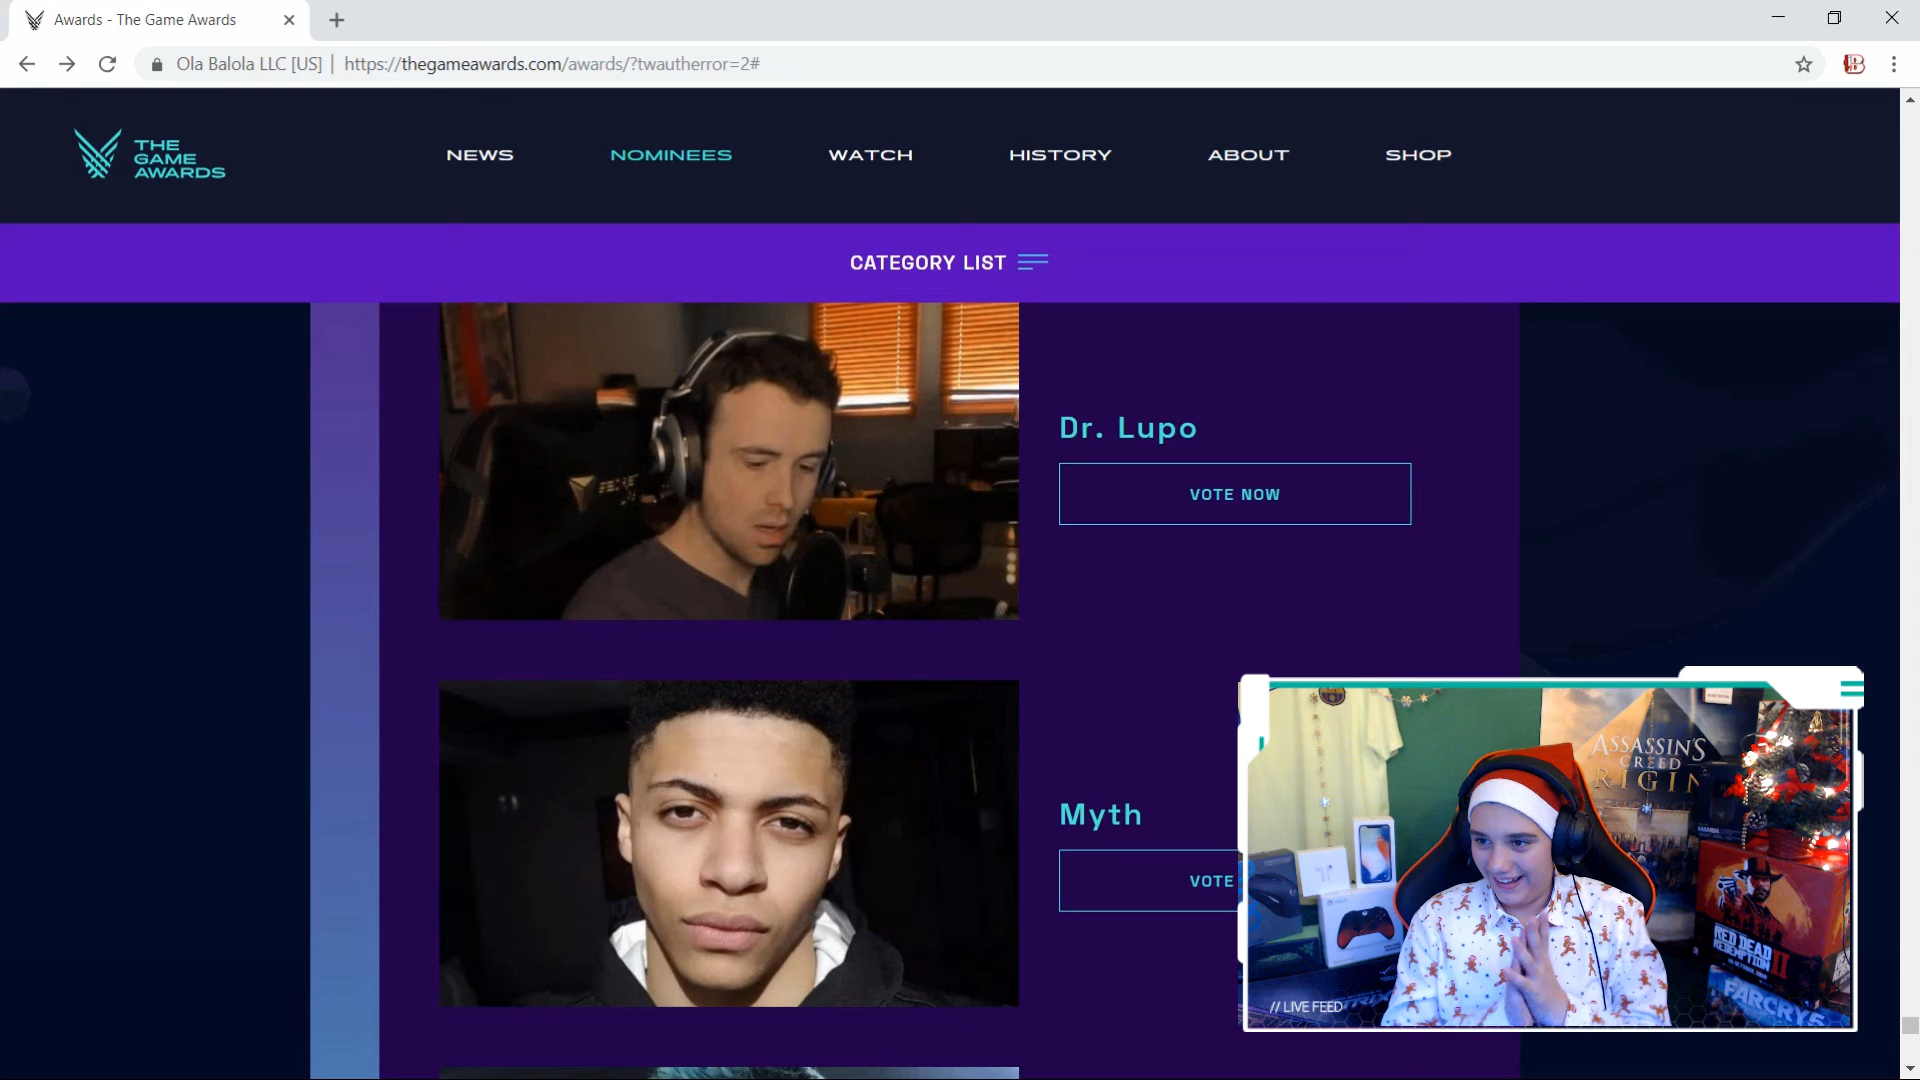 Awards - The Game Awards
Ola Balola LLC [US] | https://thegameawards.com/awards/?twautherror=2#
THE
GAME
AWARDS
NEWS
NOMINEES
WATCH
HISTORY
ABOUT
SHOP
CATEGORY LIST
Dr. Lupo
VOTE NOW
Myth
VOTE
ASSASSIN'S
CREED
RIGIN
MAMBA
RED DEAD
REDEMPTION
II
FARCRY5
// LIVE FEED